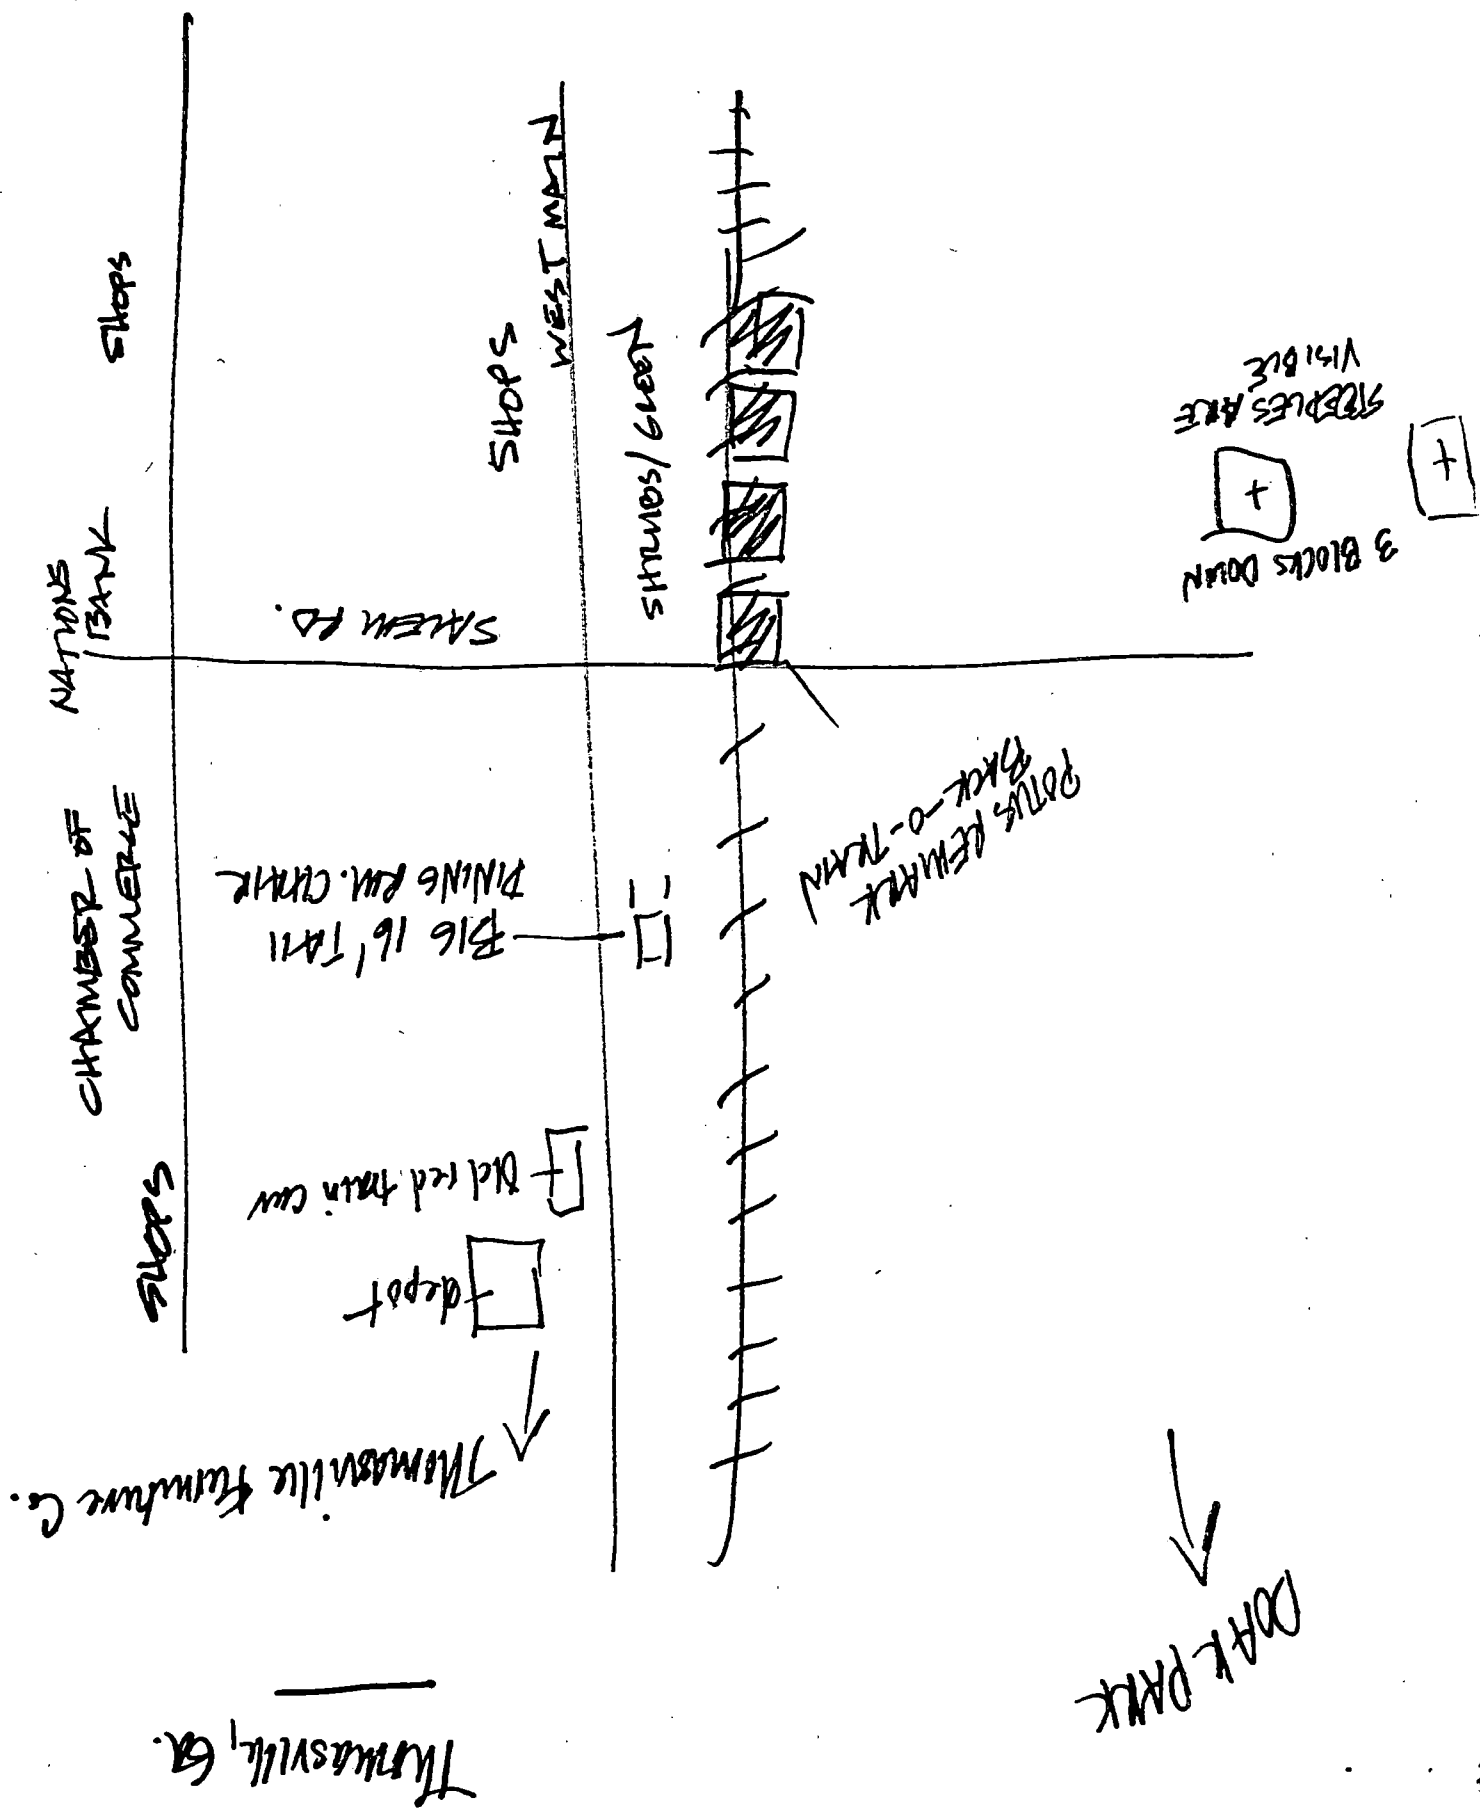 Thomasville, Ga.
DOAK PARK
Thomasville Furniture Co.
depot
Old red train car
SHOPS
CHAMBER OF
COMMERCE
BIG 16' TALL
DINING RM. CHAIR
POTUS REMARK
BACK-O-TRAIN
NATIONS
BANK
SALEM RD.
3 BLOCKS DOWN
STEEPLES ARE
VISIBLE
SHRUBS/GREEN
SHOPS
WEST MAIN
SHOPS